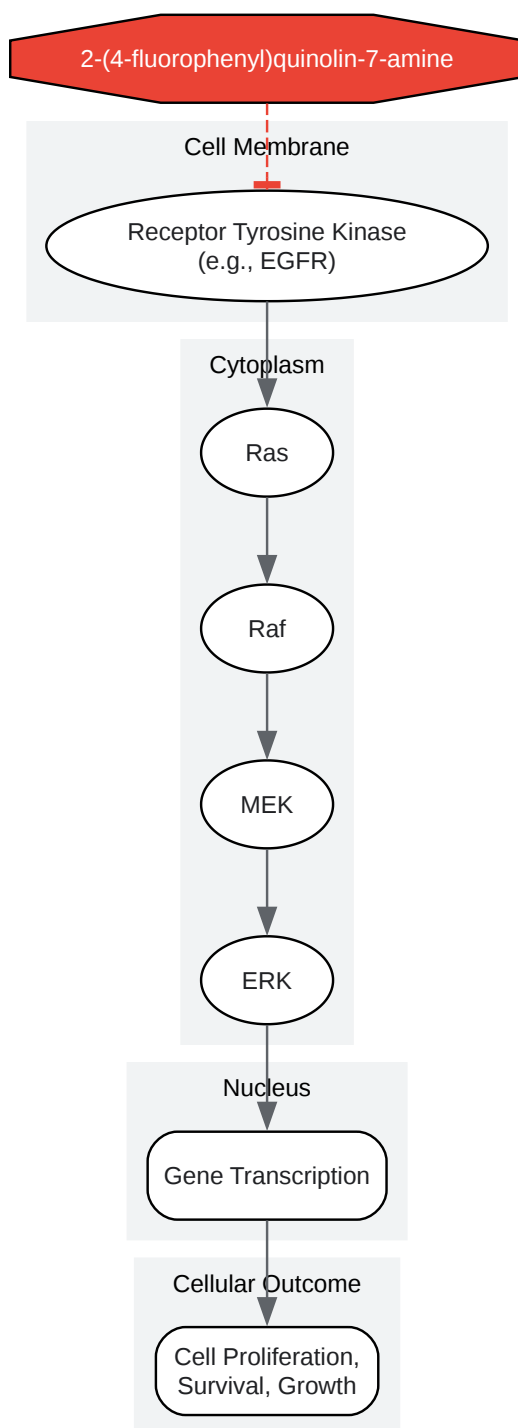 2-(4-fluorophenyl)quinolin-7-amine
Cell Membrane
Receptor Tyrosine Kinase
(e.g., EGFR)
Cytoplasm
Ras
Raf
MEK
ERK
Nucleus
Gene Transcription
Cellular Outcome
Cell Proliferation,
Survival, Growth